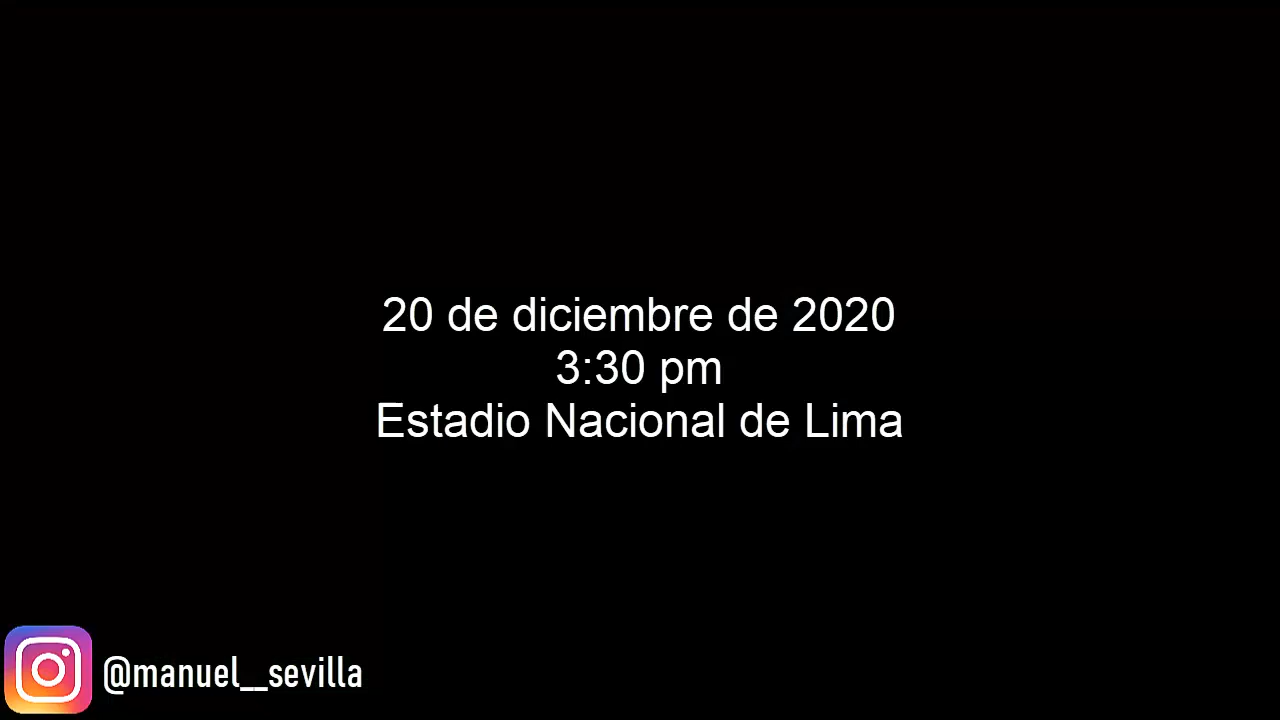 20 de diciembre de 2020
3:30 pm
Estadio Nacional de Lima
@manuel__sevilla